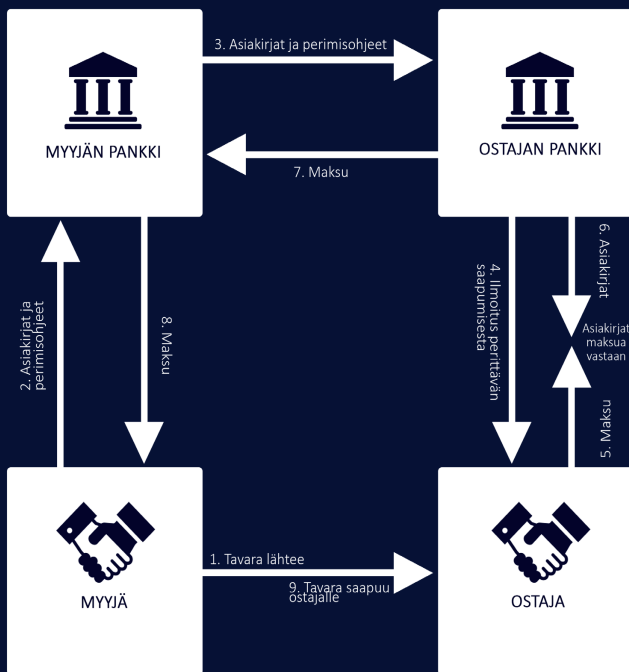 3. Asiakirjat ja perimisohjeet
MYYJÄN PANKKI
OSTAJAN PANKKI
7. Maksu
2. Asiakirjat ja
perimisohjeet
8. Maksu
4. Ilmoitus perittävän
saapumisesta
6. Asiakirjat
Asiakirjat
maksua
vastaan
5. Maksu
1. Tavara lähtee
9. Tavara saapuu
ostajalle
MYYJÄ
OSTAJA